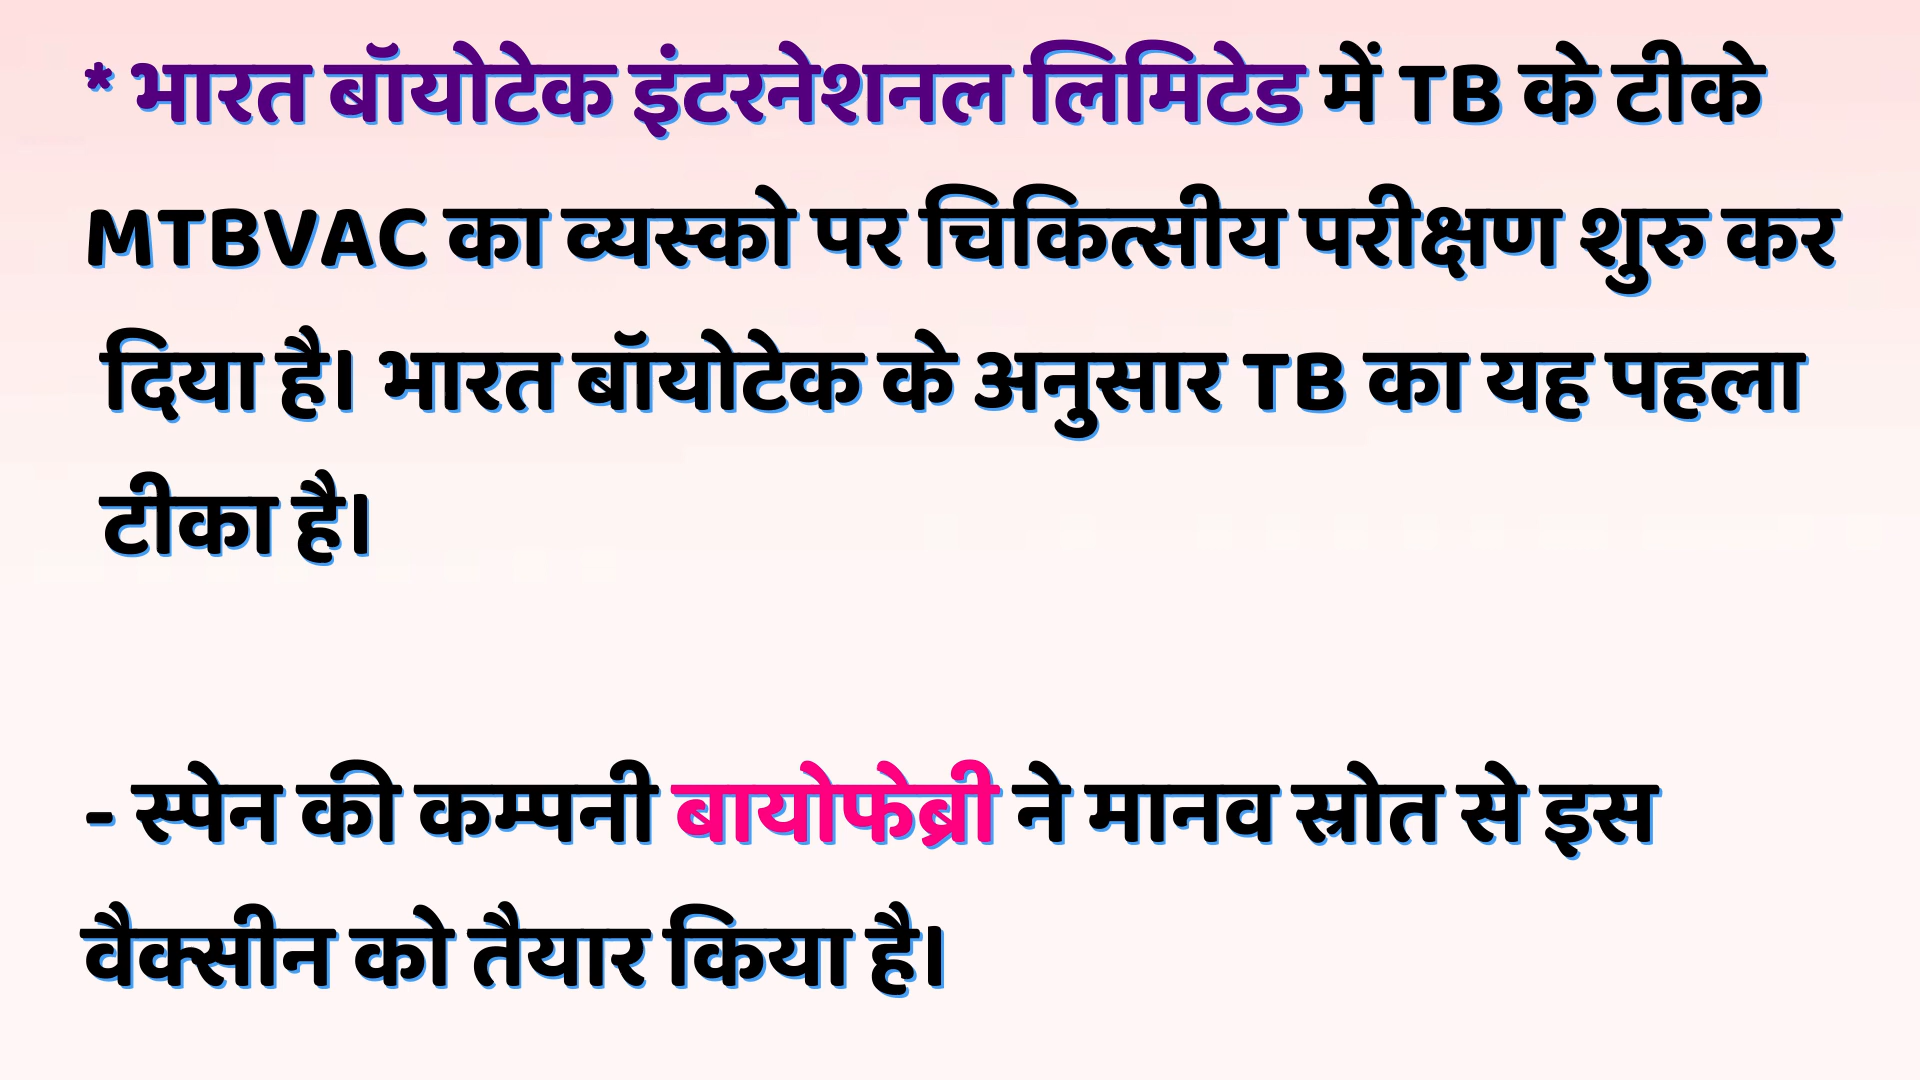 * भारत बॉयोटेक इंटरनेशनल लिमिटेड में TB के टीके
MTBVAC का व्यस्को पर चिकित्सीय परीक्षण शुरु कर
दिया है। भारत बॉयोटेक के अनुसार TB का यह पहला
टीका है।
- स्पेन की कम्पनी बायोफेब्री ने मानव स्रोत से इस
वैक्सीन को तैयार किया है।